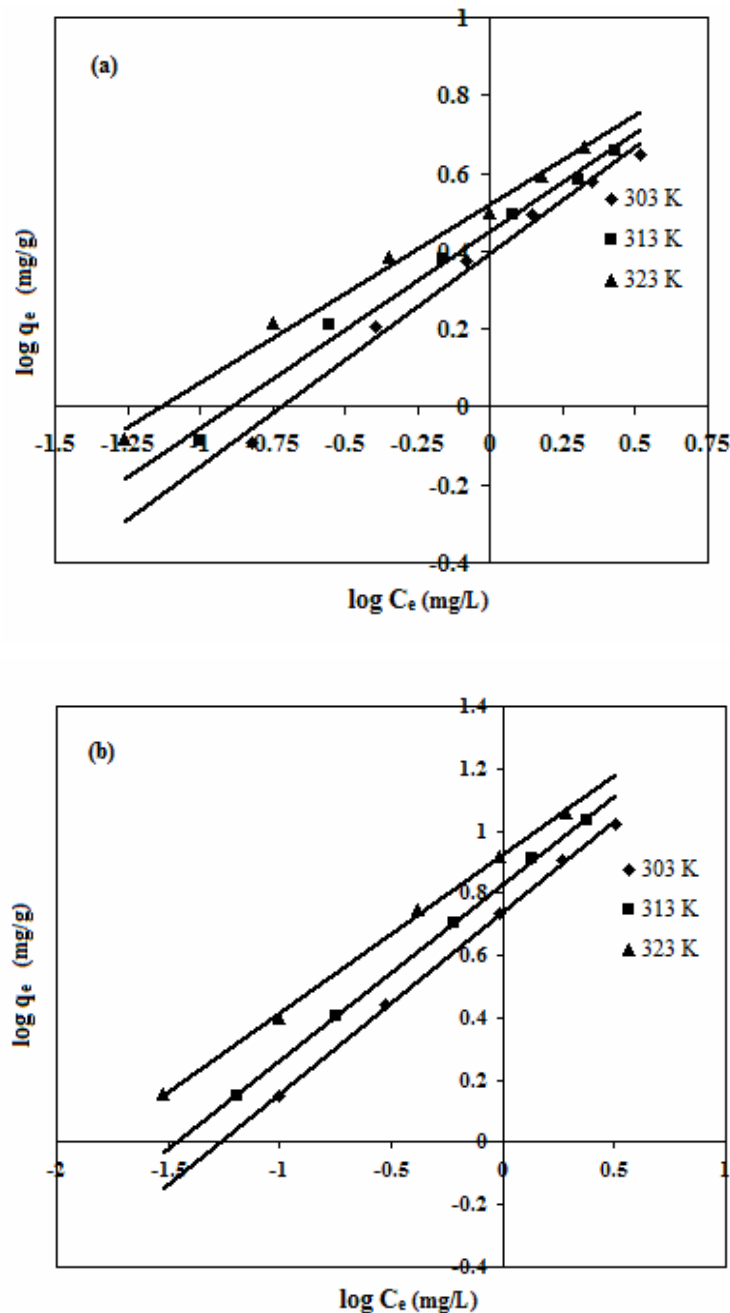 (a)
1
0.8
0.6
0.4
0.2
0
-0.2
-0.4
-1.5 -1.25 -1 -0.75 -0.5 -0.25 0 0.25 0.5 0.75
303 K
313 K
323 K
log qe (mg/g)
log Ce (mg/L)
(b)
1.4
1.2
1
0.8
0.6
0.4
0.2
0
-0.2
-0.4
-2 -1.5 -1 -0.5 0 0.5 1
303 K
313 K
323 K
log qe (mg/g)
log Ce (mg/L)